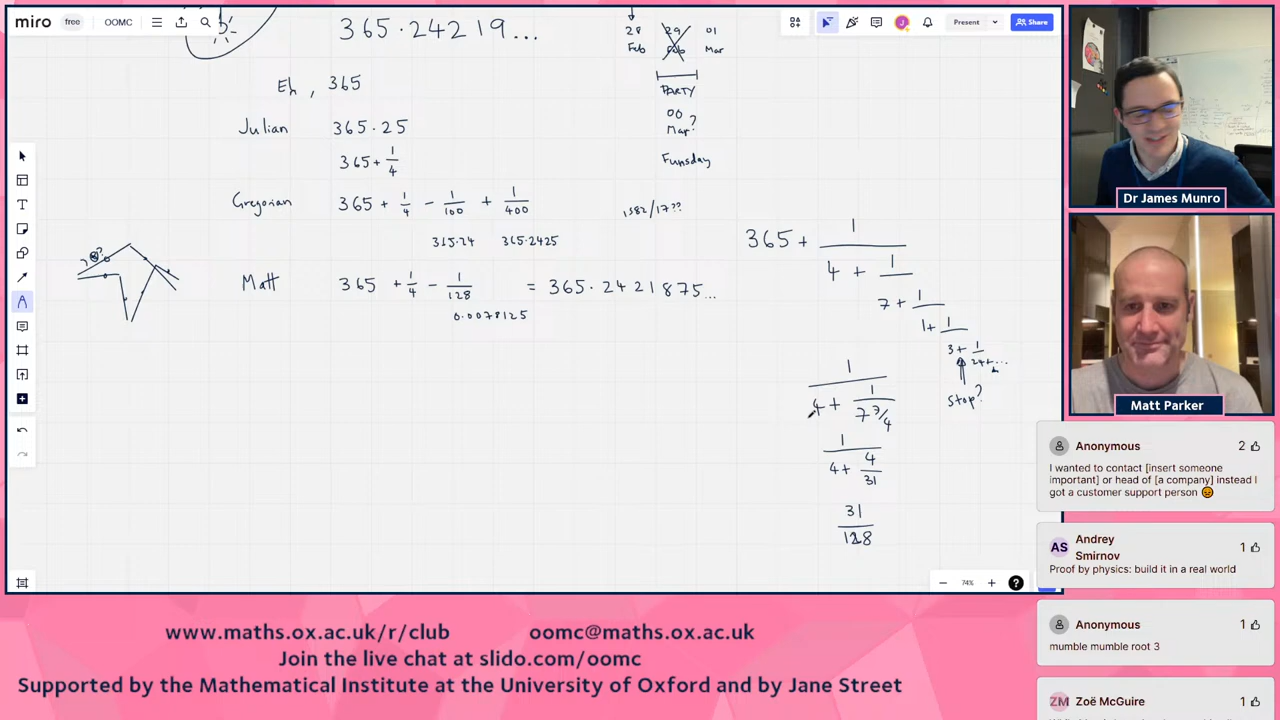 miro
free
OOMC
Present
Share
365.24219...
28 Feb
29 Feb
01 Mar
PARTY
00 Mar?
Funsday
Eh, 365
Julian 365.25
365 + 1/4
Gregorian 365 + 1/4 - 1/100 + 1/400
365.24 365.2425
1582/17??
Matt 365 + 1/4 - 1/128 = 365.2421875...
0.0078125
365 + 1
4 + 1
7 + 1
1 + 1
3 + 1
24+...
stop?
1
4 + 1
7 3/4
1
4 + 4/31
31
128
74%
Dr James Munro
Matt Parker
Anonymous 2
I wanted to contact [insert someone
important] or head of [a company] instead I
got a customer support person
AS Andrey
Smirnov 1
Proof by physics: build it in a real world
Anonymous 1
mumble mumble root 3
ZM Zoë McGuire 1
www.maths.ox.ac.uk/r/club oomc@maths.ox.ac.uk
Join the live chat at slido.com/oomc
Supported by the Mathematical Institute at the University of Oxford and by Jane Street